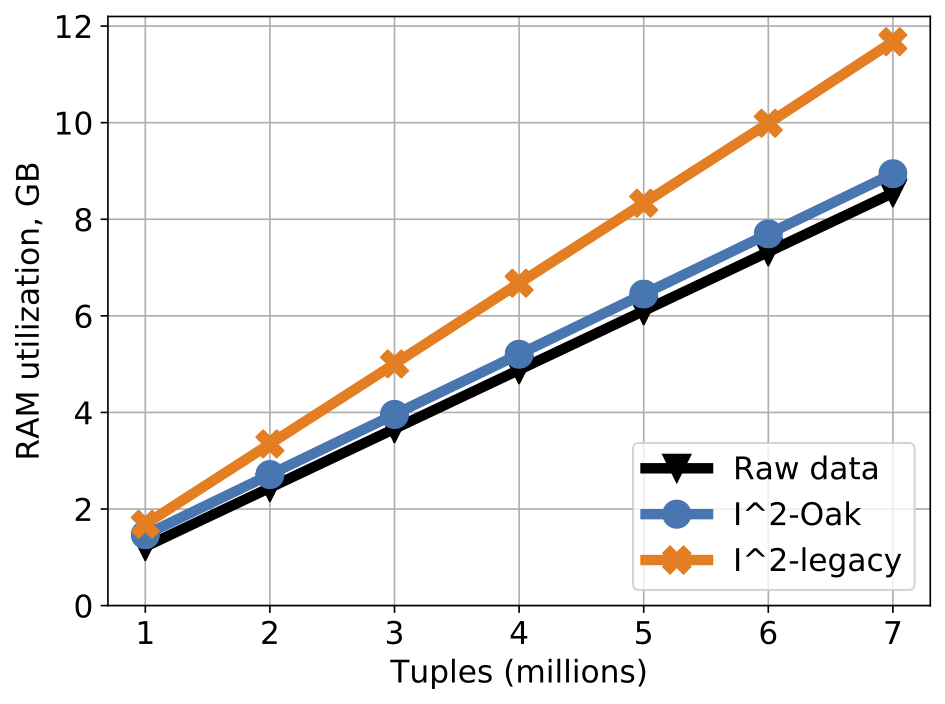 12
10
8
6
4
2
0
RAM utilization, GB
Raw data
I^2-Oak
I^2-legacy
1 2 3 4 5 6 7
Tuples (millions)